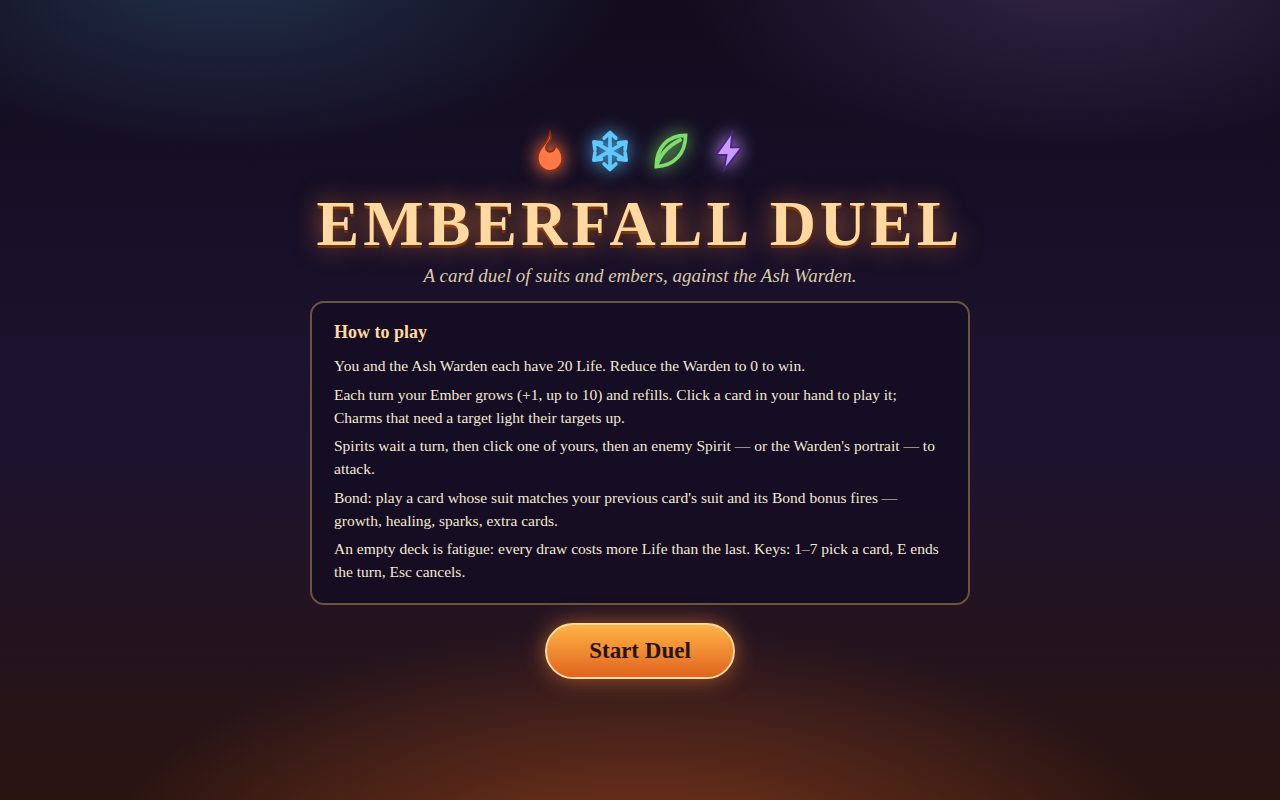 EMBERFALL DUEL
A card duel of suits and embers, against the Ash Warden.
How to play
You and the Ash Warden each have 20 Life. Reduce the Warden to 0 to win.
Each turn your Ember grows (+1, up to 10) and refills. Click a card in your hand to play it;
Charms that need a target light their targets up.
Spirits wait a turn, then click one of yours, then an enemy Spirit — or the Warden's portrait — to
attack.
Bond: play a card whose suit matches your previous card's suit and its Bond bonus fires —
growth, healing, sparks, extra cards.
An empty deck is fatigue: every draw costs more Life than the last. Keys: 1–7 pick a card, E ends
the turn, Esc cancels.
Start Duel